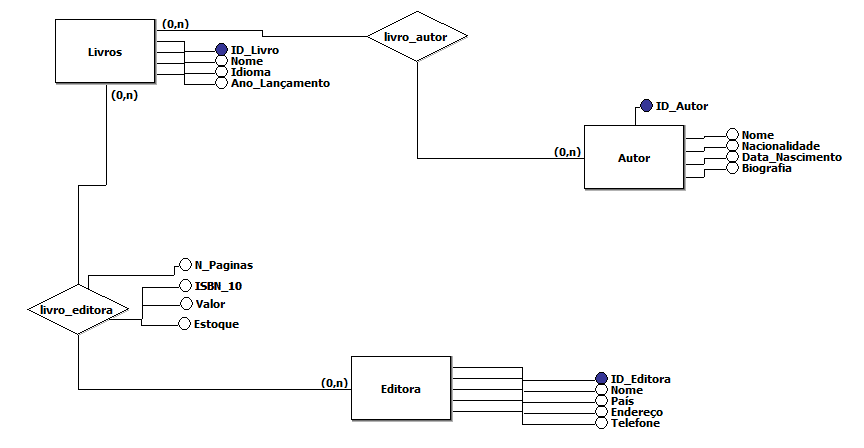 (0,n)
livro_autor
Livros
ID_Livro
Nome
Idioma
Ano_Lançamento
(0,n)
ID_Autor
(0,n)
Autor
Nome
Nacionalidade
Data_Nascimento
Biografia
N_Paginas
ISBN_10
Valor
Estoque
livro_editora
(0,n)
Editora
ID_Editora
Nome
País
Endereço
Telefone